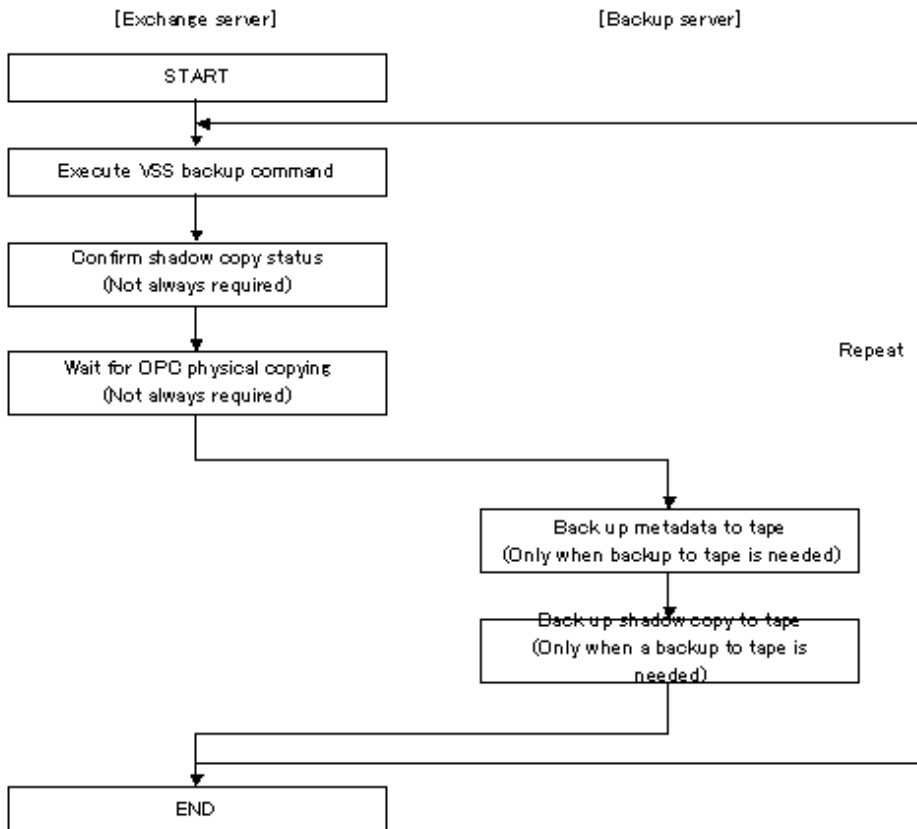 [Exchange server]
[Backup server]
START
Execute VSS backup command
Confirm shadow copy status
(Not always required)
Wait for OPC physical copying
(Not always required)
Repeat
Back up metadata to tape
(Only when backup to tape is needed)
Back up shadow copy to tape
(Only when a backup to tape is
needed)
END